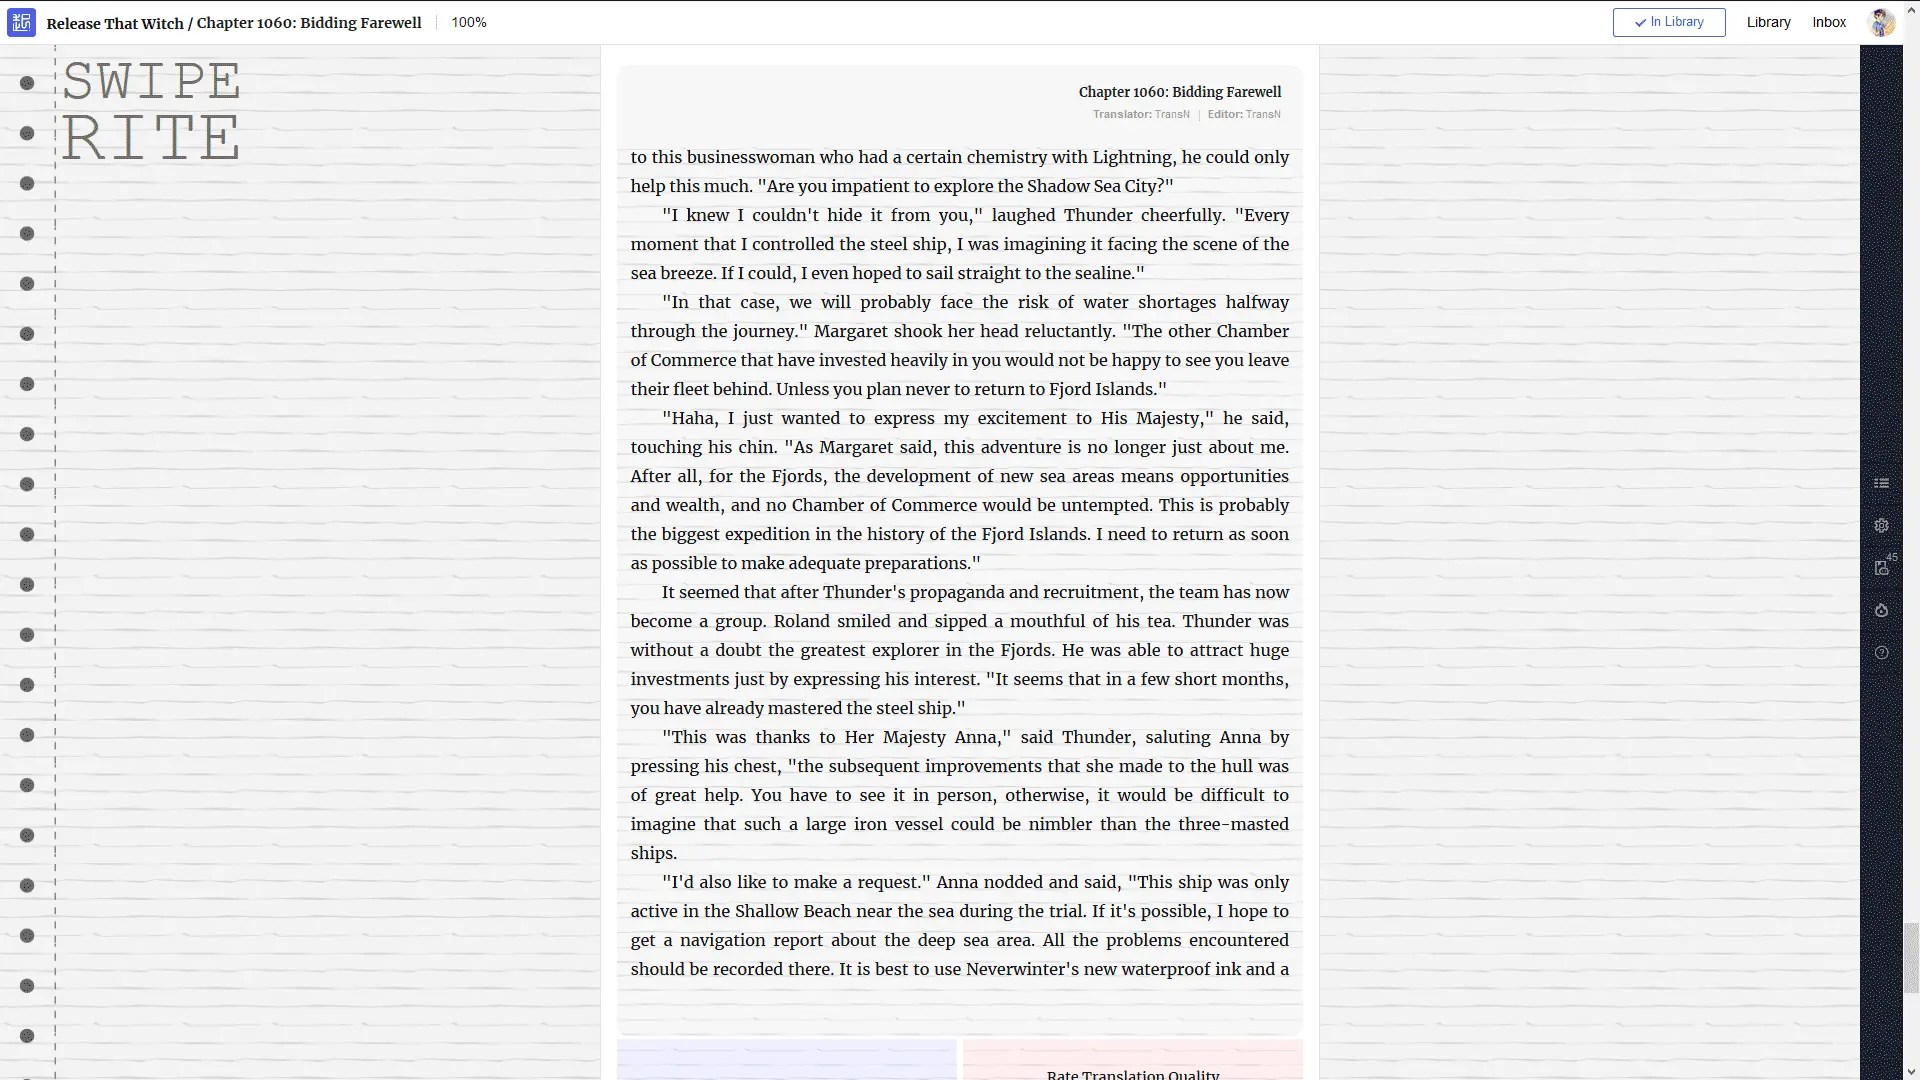 Release That Witch / Chapter 1060: Bidding Farewell 100% In Library Library Inbox
SWIPE
RITE
Chapter 1060: Bidding Farewell
Translator: TransN Editor: TransN
to this businesswoman who had a certain chemistry with Lightning, he could only
help this much. "Are you impatient to explore the Shadow Sea City?"
"I knew I couldn't hide it from you," laughed Thunder cheerfully. "Every
moment that I controlled the steel ship, I was imagining it facing the scene of the
sea breeze. If I could, I even hoped to sail straight to the sealine."
"In that case, we will probably face the risk of water shortages halfway
through the journey." Margaret shook her head reluctantly. "The other Chamber
of Commerce that have invested heavily in you would not be happy to see you leave
their fleet behind. Unless you plan never to return to Fjord Islands."
"Haha, I just wanted to express my excitement to His Majesty," he said,
touching his chin. "As Margaret said, this adventure is no longer just about me.
After all, for the Fjords, the development of new sea areas means opportunities
and wealth, and no Chamber of Commerce would be untempted. This is probably
the biggest expedition in the history of the Fjord Islands. I need to return as soon
as possible to make adequate preparations."
It seemed that after Thunder's propaganda and recruitment, the team has now
become a group. Roland smiled and sipped a mouthful of his tea. Thunder was
without a doubt the greatest explorer in the Fjords. He was able to attract huge
investments just by expressing his interest. "It seems that in a few short months,
you have already mastered the steel ship."
"This was thanks to Her Majesty Anna," said Thunder, saluting Anna by
pressing his chest, "the subsequent improvements that she made to the hull was
of great help. You have to see it in person, otherwise, it would be difficult to
imagine that such a large iron vessel could be nimbler than the three-masted
ships.
"I'd also like to make a request." Anna nodded and said, "This ship was only
active in the Shallow Beach near the sea during the trial. If it's possible, I hope to
get a navigation report about the deep sea area. All the problems encountered
should be recorded there. It is best to use Neverwinter's new waterproof ink and a
45
Rate Translation Quality